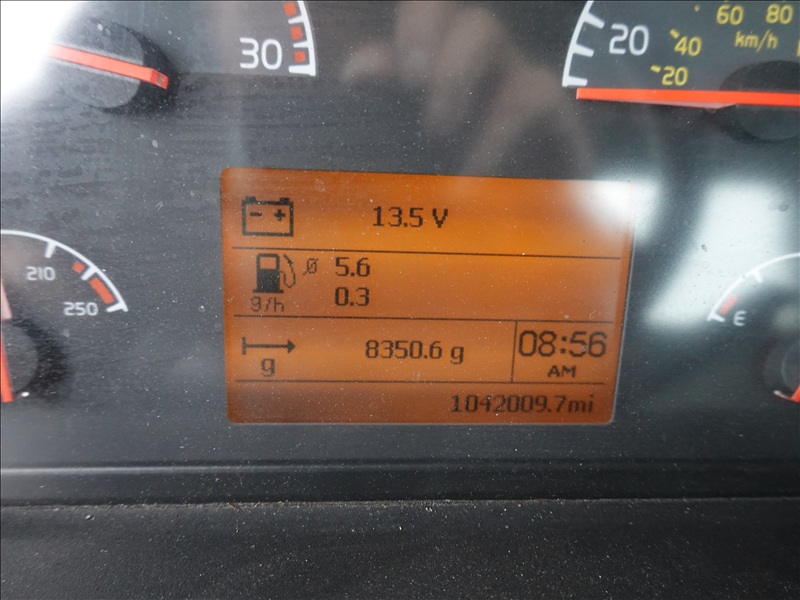 30
20
60 80
40 km/h
20
- + 13.5 V
ø 5.6
g/h 0.3
210
250
8350.6 g
g
08:56
AM
1042009.7mi
E